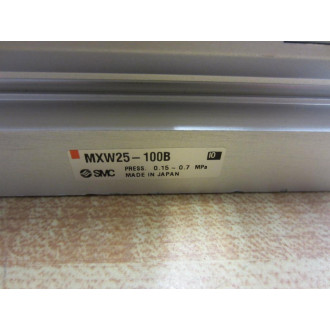 MXW25-100B IO
SMC PRESS. 0.15-0.7 MPa
MADE IN JAPAN